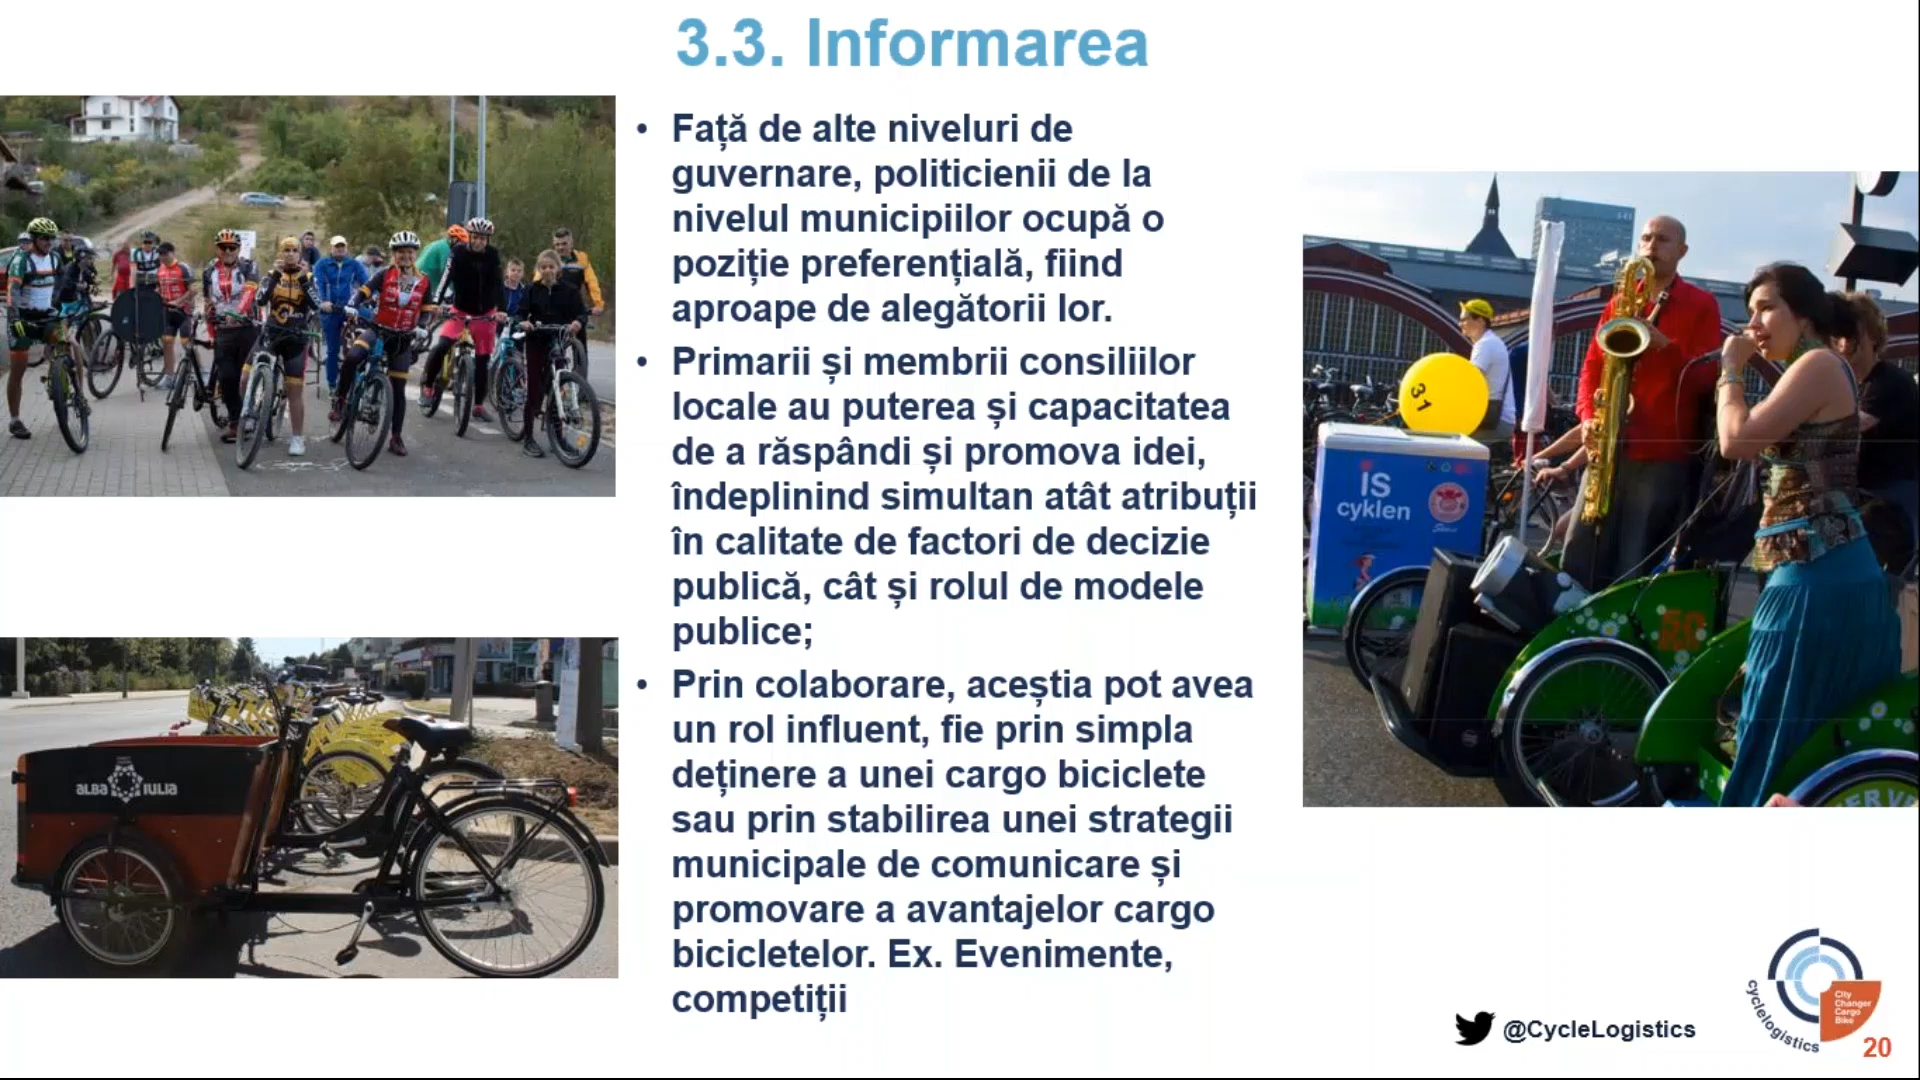 3.3. Informarea
• Față de alte niveluri de
guvernare, politicienii de la
nivelul municipiilor ocupă o
poziție preferențială, fiind
aproape de alegătorii lor.
• Primarii și membrii consiliilor
locale au puterea și capacitatea
de a răspândi și promova idei,
îndeplinind simultan atât atribuții
în calitate de factori de decizie
publică, cât și rolul de modele
publice;
• Prin colaborare, aceștia pot avea
un rol influent, fie prin simpla
deținere a unei cargo biciclete
sau prin stabilirea unei strategii
municipale de comunicare și
promovare a avantajelor cargo
bicicletelor. Ex. Evenimente,
competiții
ALBA IULIA
31
is
cyklen
@CycleLogistics
cyclelogistics
City
Changer
Cargo
Bike
20